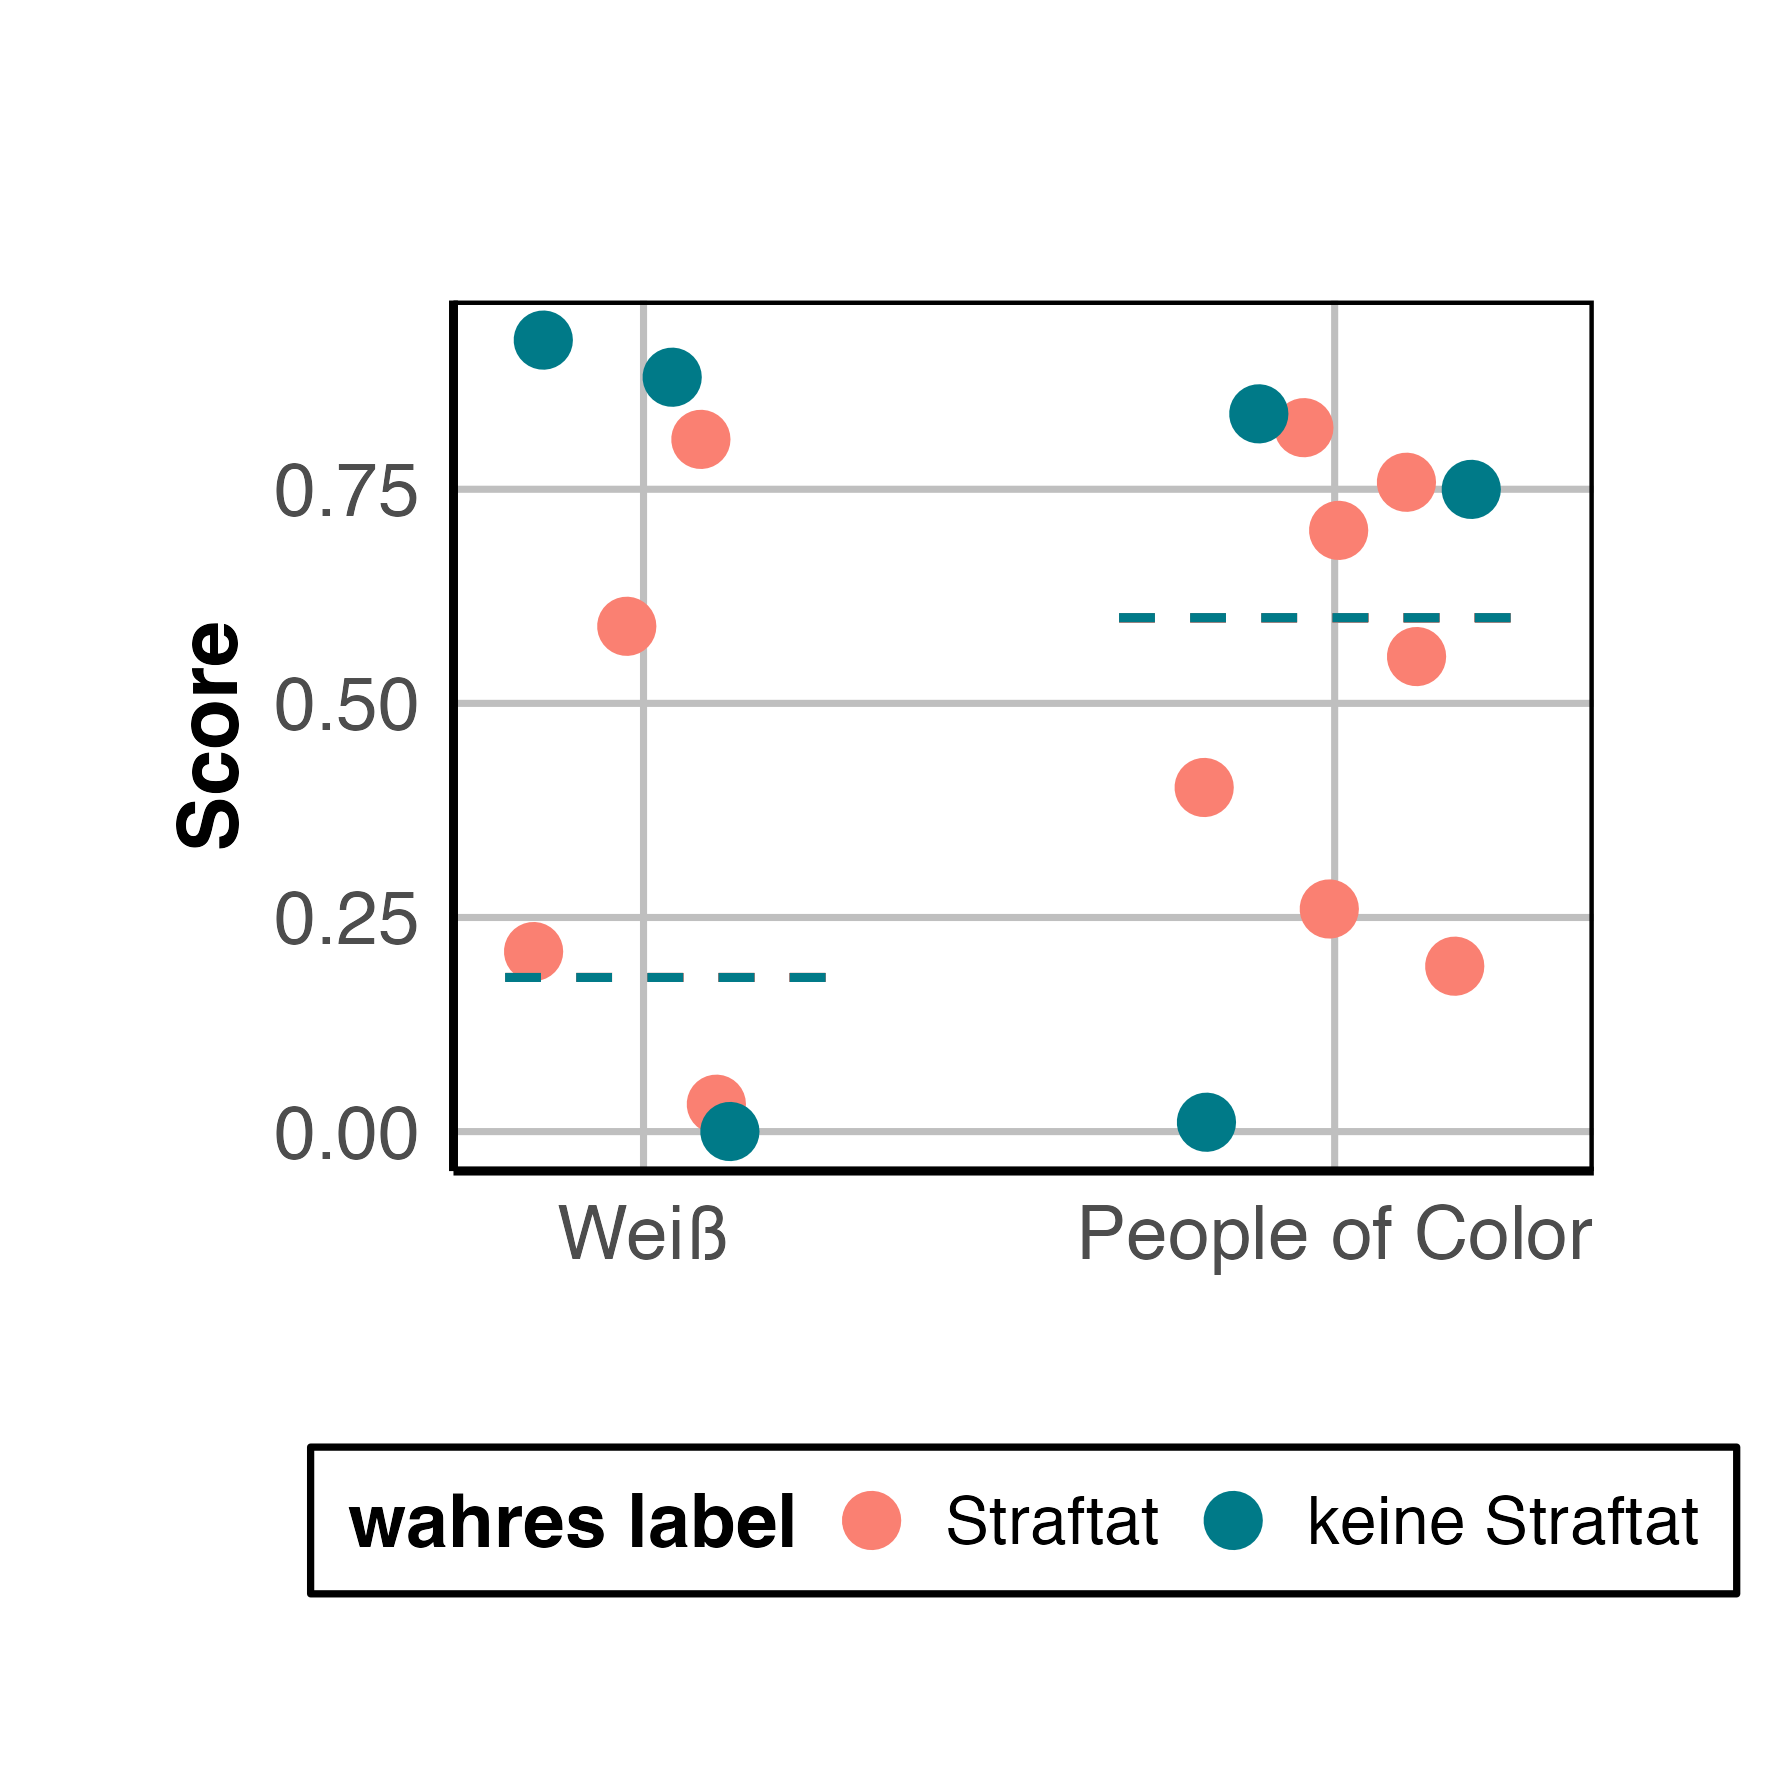 Score
0.75
0.50
0.25
0.00
Weiß People of Color
wahres label Straftat keine Straftat